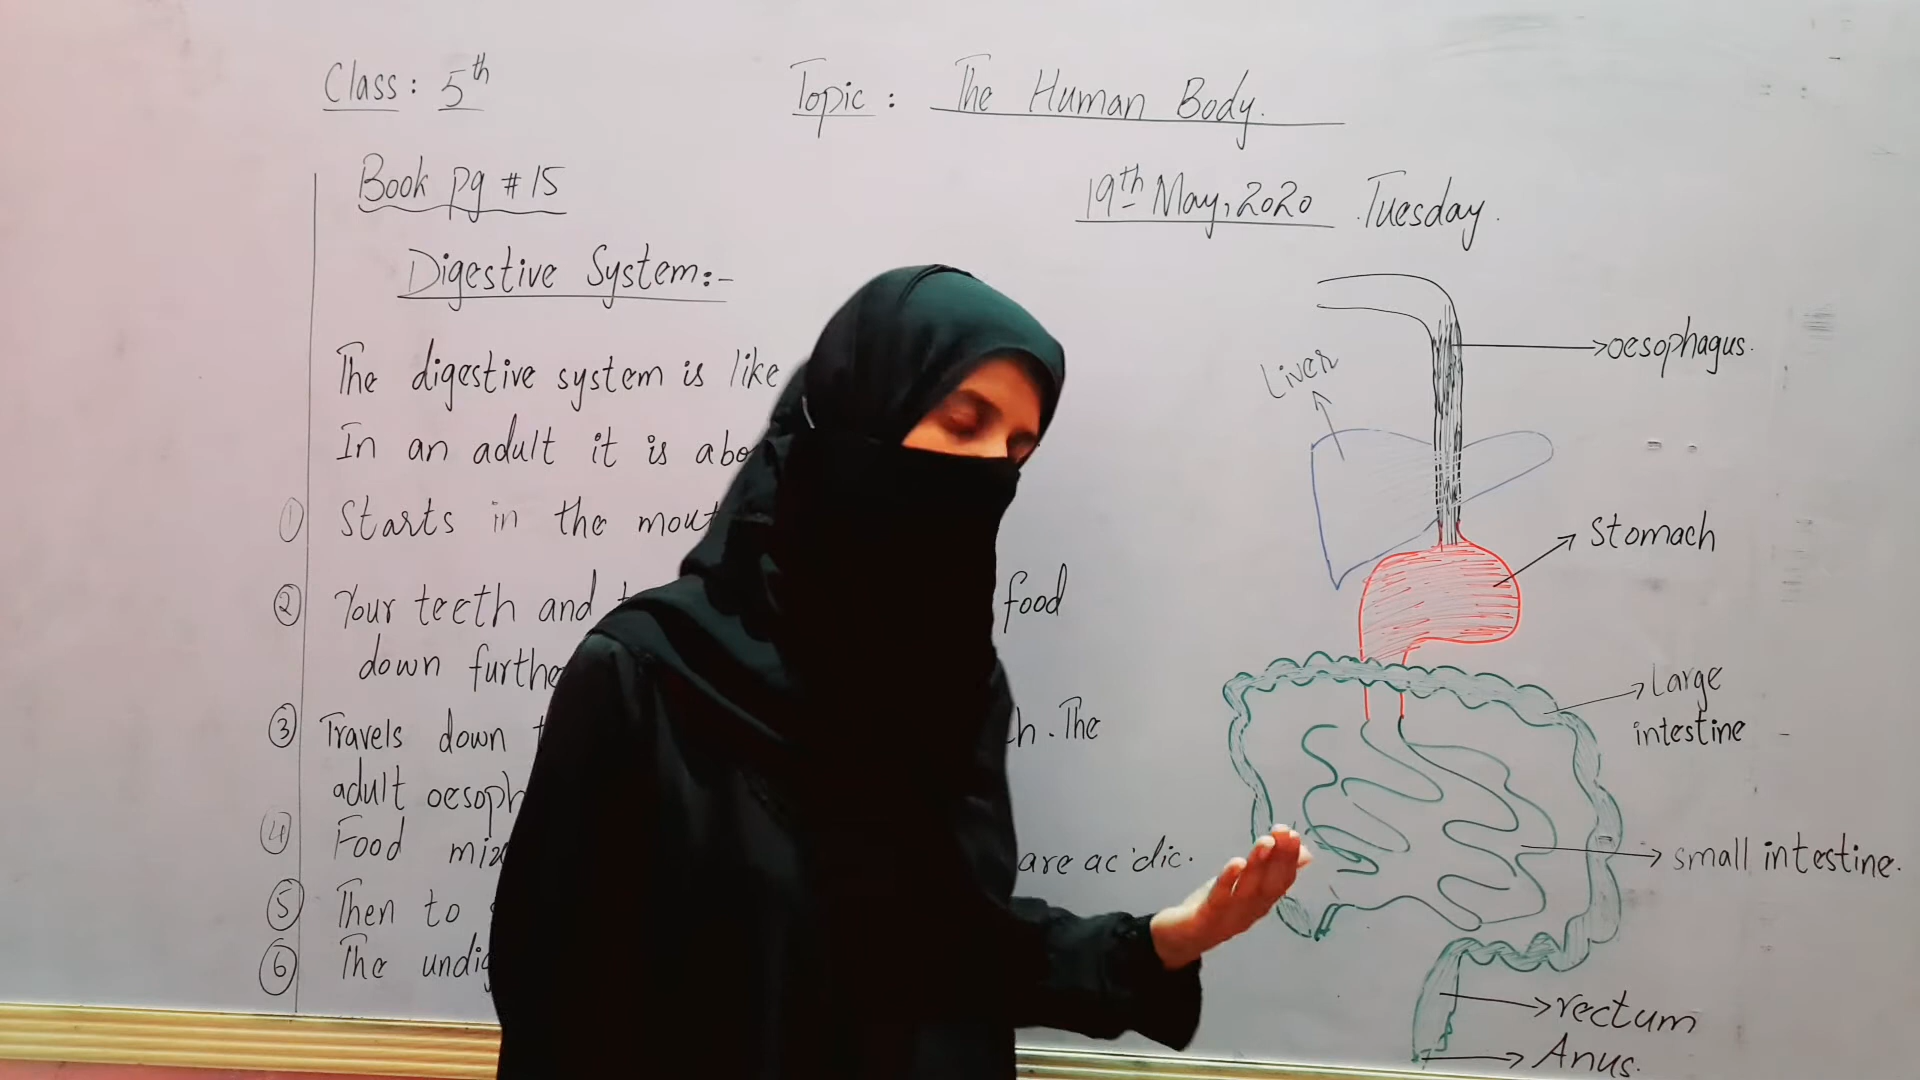 Class: 5th
Topic: The Human Body.
Book pg # 15
19th May, 2020 Tuesday.
Digestive System:-
The digestive system is like
In an adult it is abo
① Starts in the mout
② Your teeth and t food
down furthe
③ Travels down t h. The
adult oesoph
④ Food mix are acidic.
⑤ Then to
⑥ The undig
oesophagus.
Liver
Stomach
Large
intestine
small intestine.
rectum
Anus.